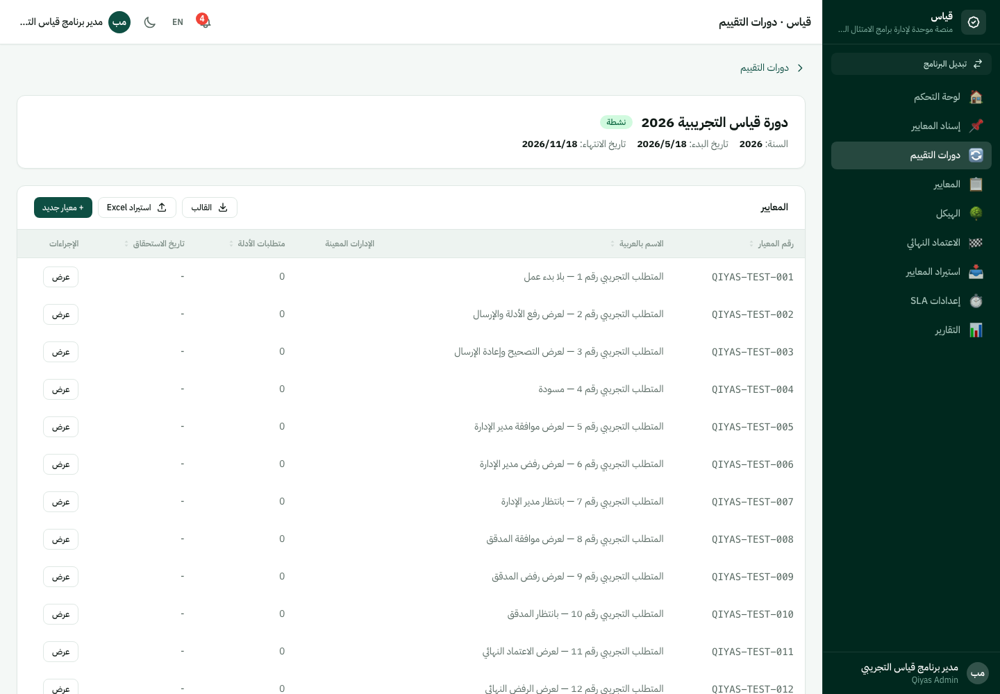 قياس
منصة موحدة لإدارة برامج الامتثال الـ...
تبديل البرنامج
لوحة التحكم
إسناد المعايير
دورات التقييم
المعايير
الهيكل
الاعتماد النهائي
استيراد المعايير
إعدادات SLA
التقارير
مب
مدير برنامج قياس التجريبي
Qiyas Admin
قياس · دورات التقييم
4
EN
مب
مدير برنامج قياس التـ...
دورات التقييم
دورة قياس التجريبية 2026 نشطة
السنة: 2026 تاريخ البدء: 2026/5/18 تاريخ الانتهاء: 2026/11/18
المعايير
القالب
استيراد Excel
+ معيار جديد
رقم المعيار الاسم بالعربية الإدارات المعينة متطلبات الأدلة تاريخ الاستحقاق الإجراءات
QIYAS-TEST-001 المتطلب التجريبي رقم 1 — بلا بدء عمل 0 - عرض
QIYAS-TEST-002 المتطلب التجريبي رقم 2 — لعرض رفع الأدلة والإرسال 0 - عرض
QIYAS-TEST-003 المتطلب التجريبي رقم 3 — لعرض التصحيح وإعادة الإرسال 0 - عرض
QIYAS-TEST-004 المتطلب التجريبي رقم 4 — مسودة 0 - عرض
QIYAS-TEST-005 المتطلب التجريبي رقم 5 — لعرض موافقة مدير الإدارة 0 - عرض
QIYAS-TEST-006 المتطلب التجريبي رقم 6 — لعرض رفض مدير الإدارة 0 - عرض
QIYAS-TEST-007 المتطلب التجريبي رقم 7 — بانتظار مدير الإدارة 0 - عرض
QIYAS-TEST-008 المتطلب التجريبي رقم 8 — لعرض موافقة المدقق 0 - عرض
QIYAS-TEST-009 المتطلب التجريبي رقم 9 — لعرض رفض المدقق 0 - عرض
QIYAS-TEST-010 المتطلب التجريبي رقم 10 — بانتظار المدقق 0 - عرض
QIYAS-TEST-011 المتطلب التجريبي رقم 11 — لعرض الاعتماد النهائي 0 - عرض
QIYAS-TEST-012 المتطلب التجريبي رقم 12 — لعرض الرفض النهائي 0 - عرض